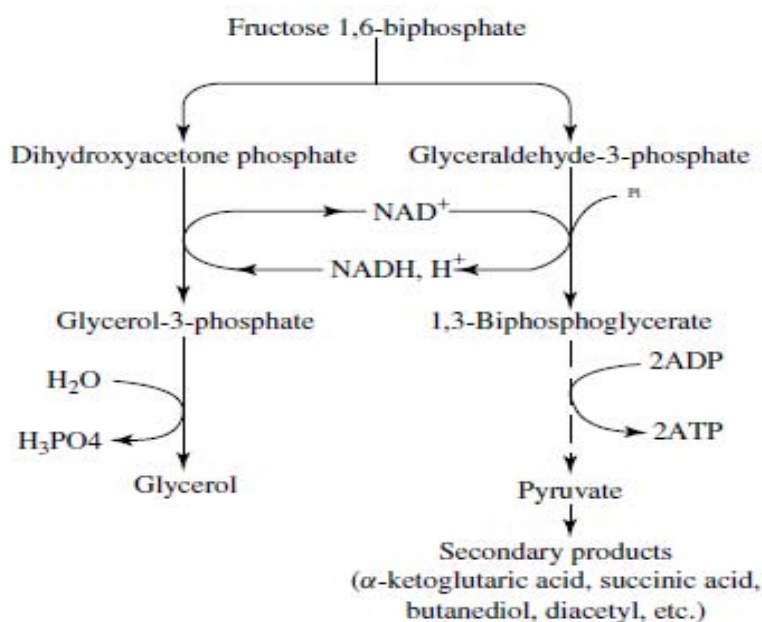 Fructose 1,6-biphosphate
Dihydroxyacetone phosphate
Glyceraldehyde-3-phosphate
Pi
NAD⁺
NADH, H⁺
Glycerol-3-phosphate
1,3-Biphosphoglycerate
H₂O
2ADP
H₃PO4
2ATP
Glycerol
Pyruvate
Secondary products
(α-ketoglutaric acid, succinic acid,
butanediol, diacetyl, etc.)